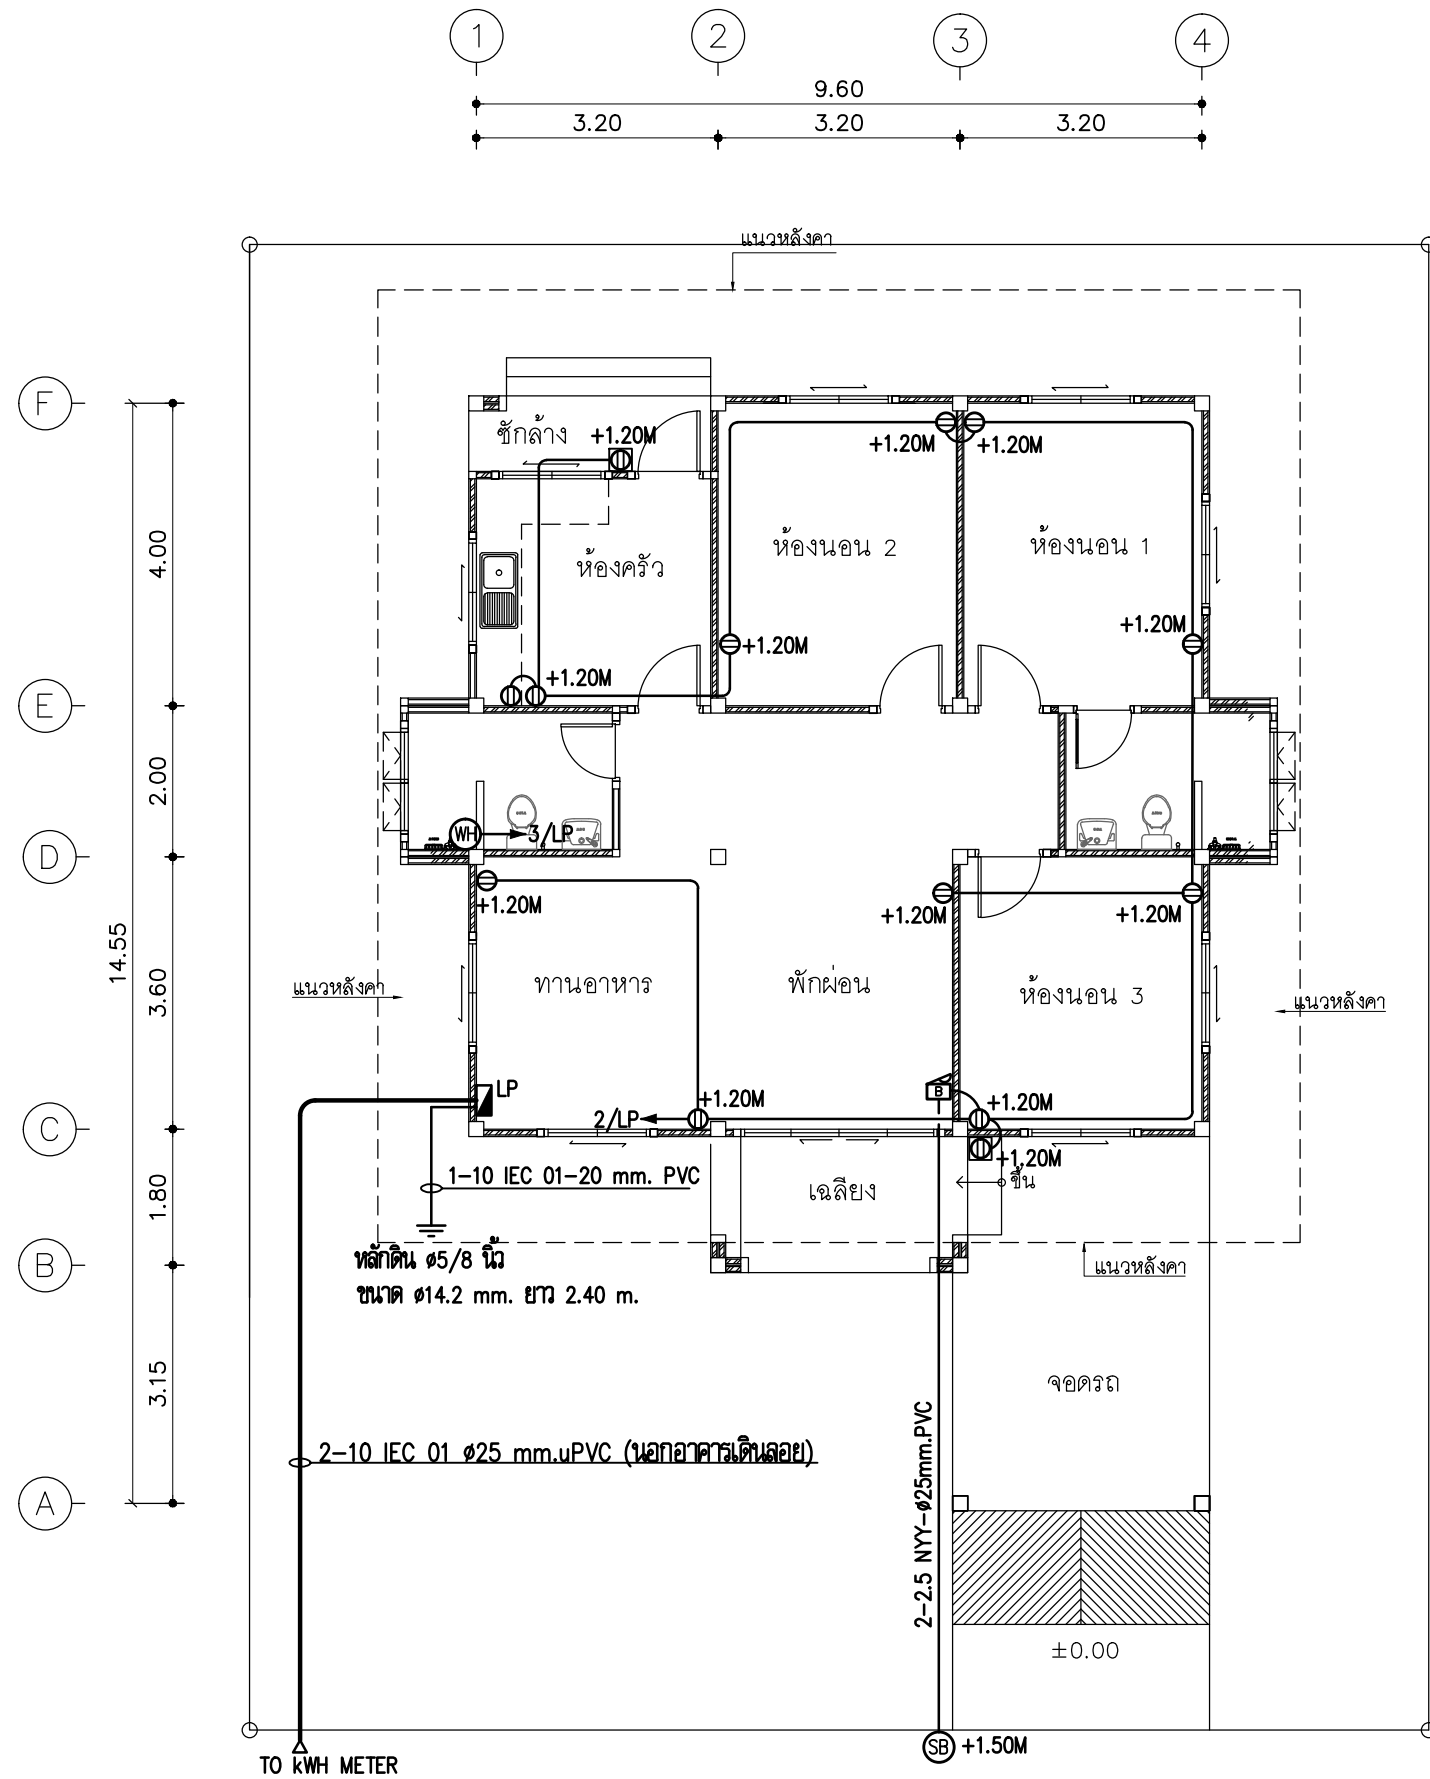 1 2 3 4
9.60
3.20 3.20 3.20
แนวหลังคา
F
ซักล้าง +1.20M
+1.20M +1.20M
4.00
ห้องครัว
ห้องนอน 2
ห้องนอน 1
+1.20M
+1.20M
+1.20M
E
2.00
WH 3/LP
D
+1.20M
+1.20M
+1.20M
14.55
3.60
ทานอาหาร
พักผ่อน
ห้องนอน 3
แนวหลังคา
แนวหลังคา
LP
B
+1.20M
+1.20M
2/LP
C
+1.20M
1-10 IEC 01-20 mm. PVC
ขึ้น
เฉลียง
1.80
หลักดิน ø5/8 นิ้ว
B
แนวหลังคา
ขนาด ø14.2 mm. ยาว 2.40 m.
3.15
จอดรถ
2-10 IEC 01 ø25 mm.uPVC (นอกอาคารเดินลอย)
A
2-2.5 NYY-ø25mm.PVC
±0.00
SB +1.50M
TO kWH METER